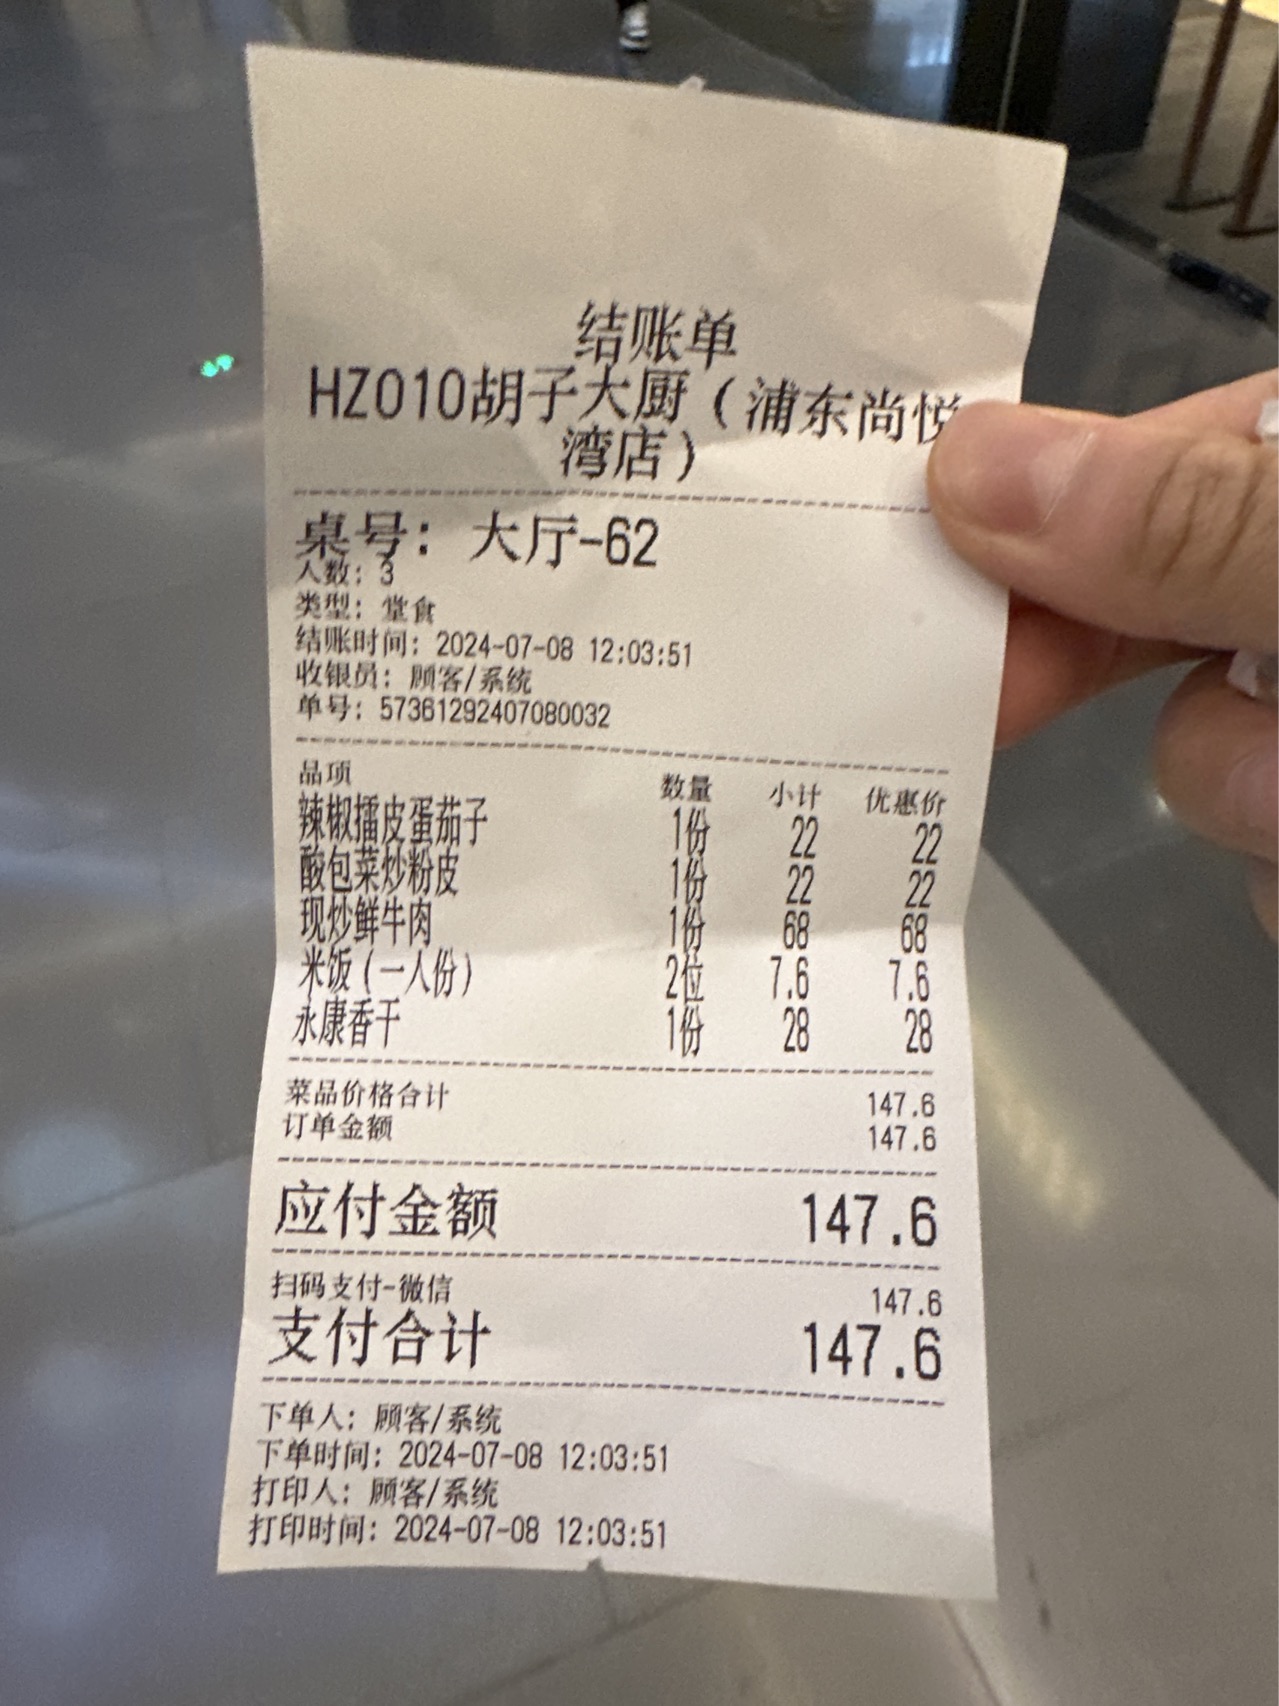 结账单
HZ010胡子大厨（浦东尚悦
湾店）
桌号：大厅-62
人数：3
类型：堂食
结账时间：2024-07-08 12:03:51
收银员：顾客/系统
单号：57361292407080032
品项 数量 小计 优惠价
辣椒擂皮蛋茄子 1份 22 22
酸包菜炒粉皮 1份 22 22
现炒鲜牛肉 1份 68 68
米饭（一人份） 2位 7.6 7.6
永康香干 1份 28 28
菜品价格合计 147.6
订单金额 147.6
应付金额 147.6
扫码支付-微信 147.6
支付合计 147.6
下单人：顾客/系统
下单时间：2024-07-08 12:03:51
打印人：顾客/系统
打印时间：2024-07-08 12:03:51